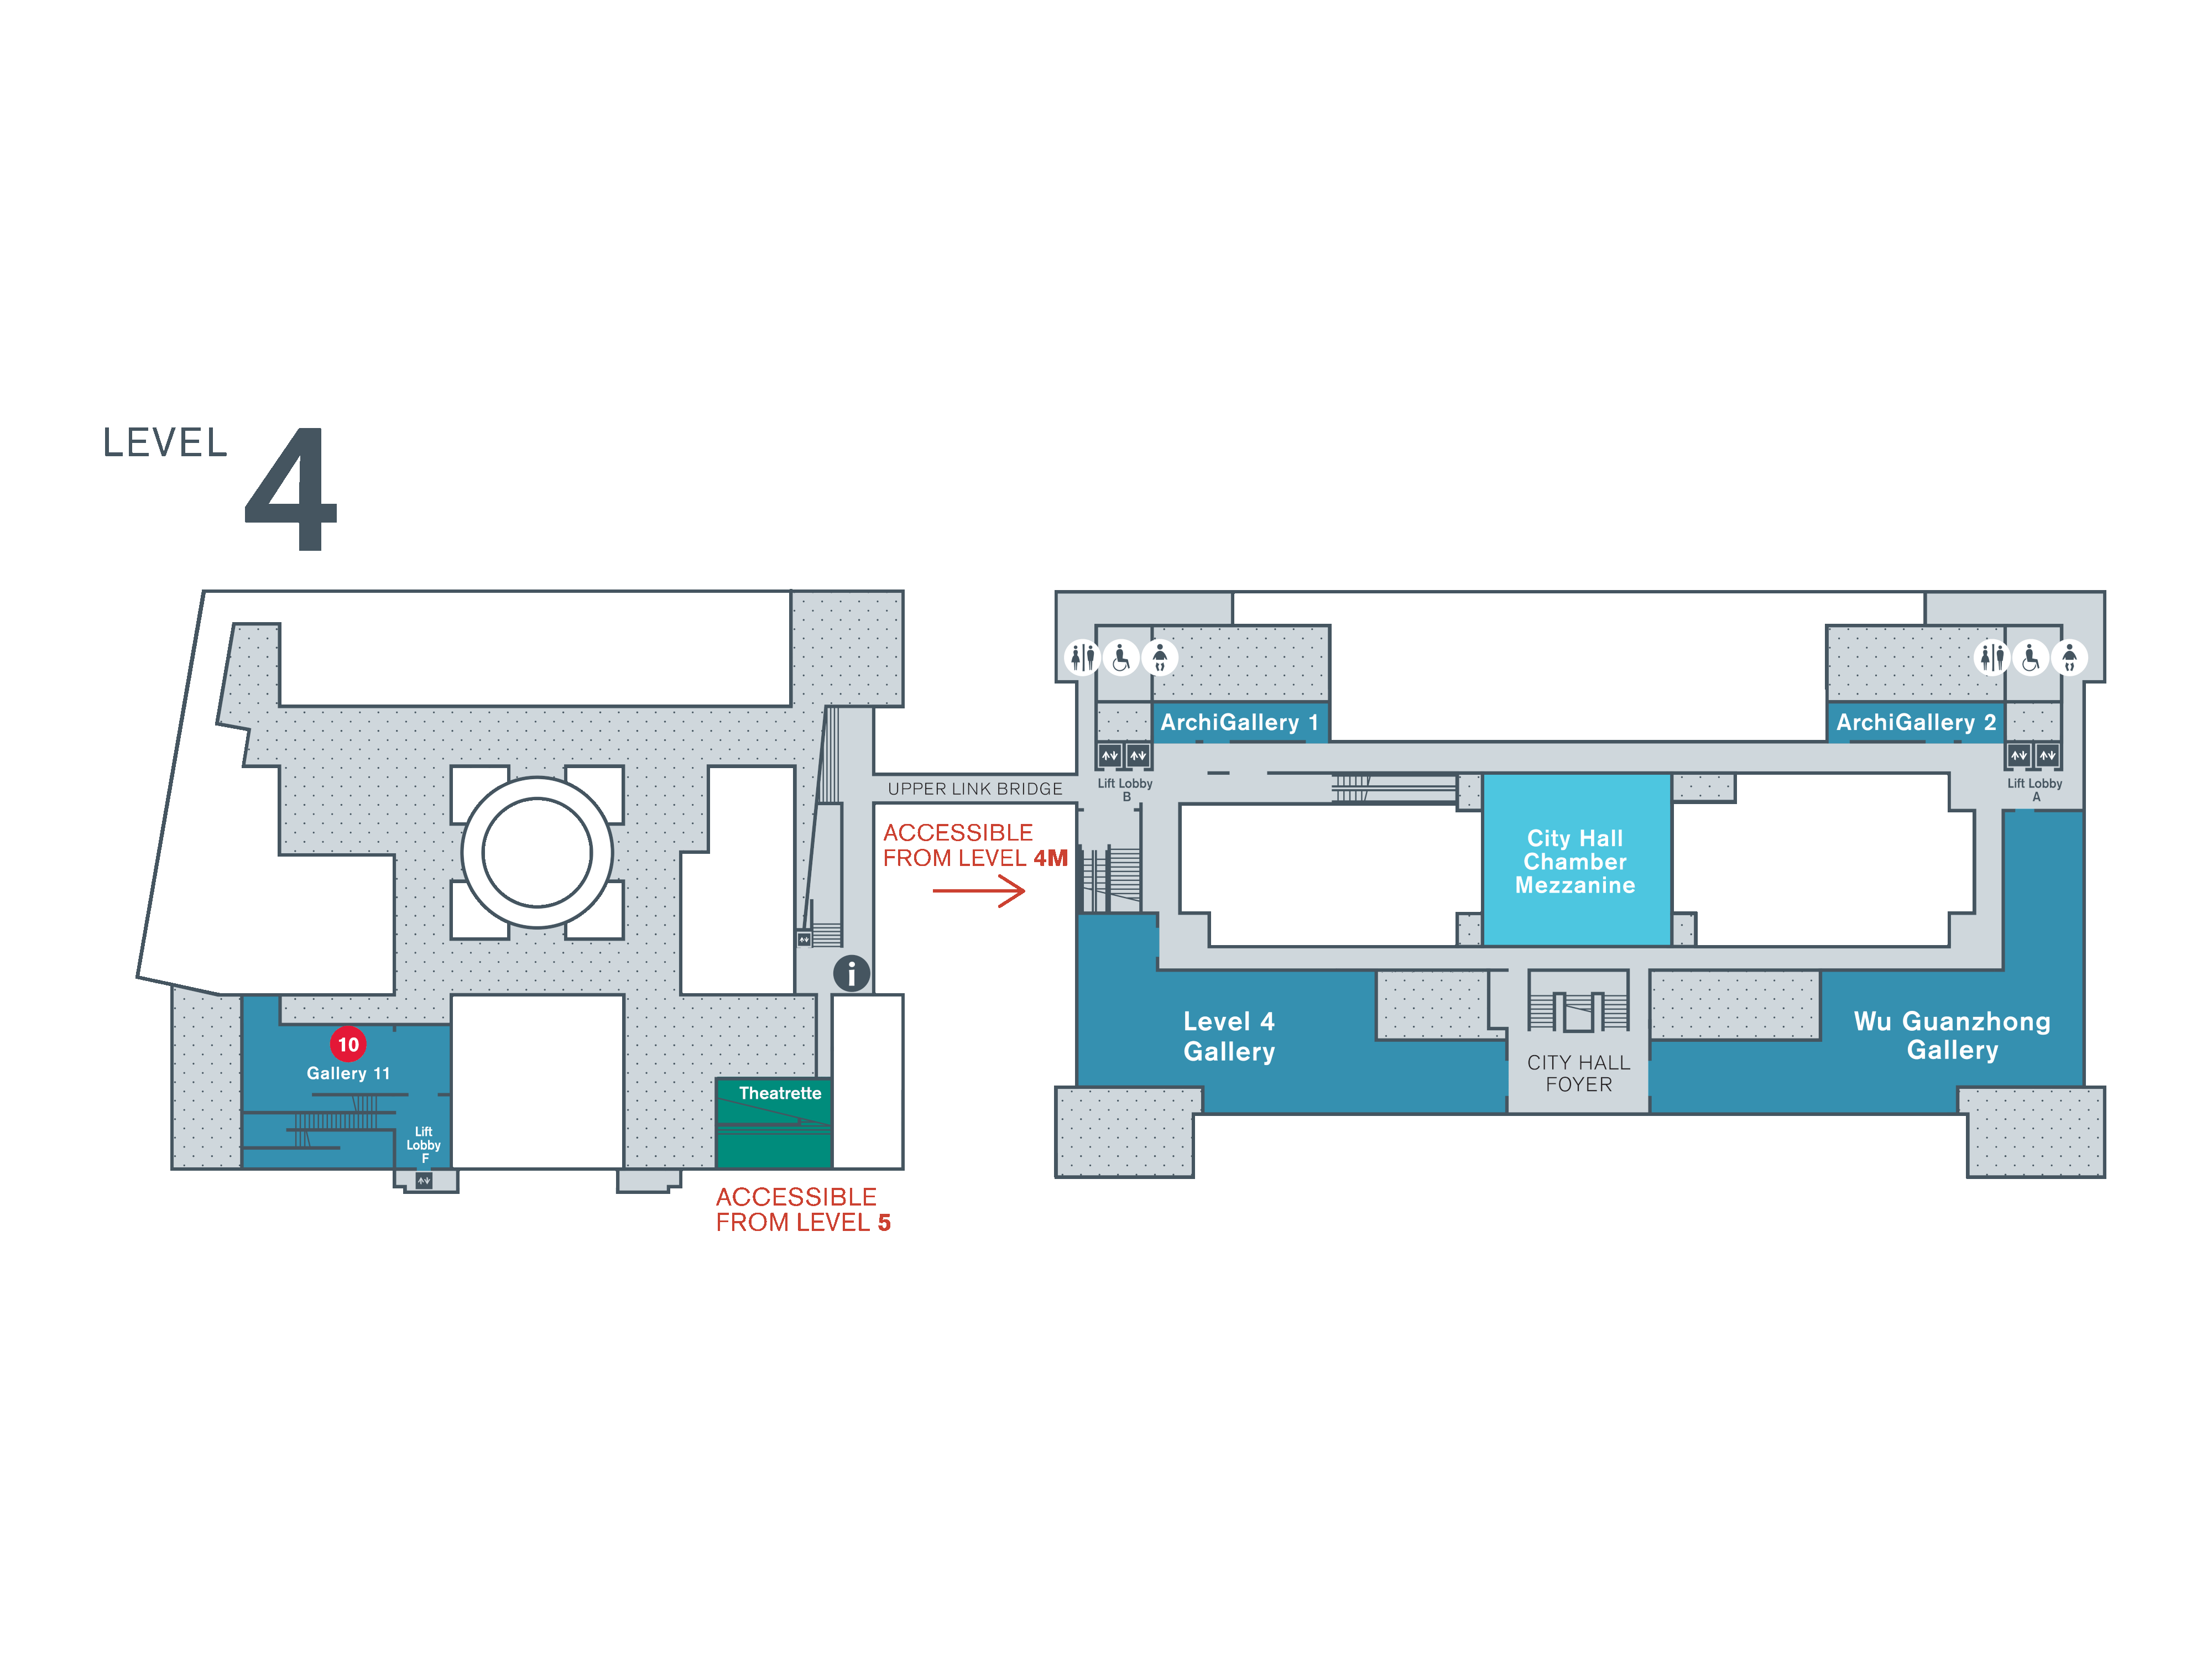 LEVEL
4
ArchiGallery 1
ArchiGallery 2
UPPER LINK BRIDGE
Lift Lobby
B
Lift Lobby
A
ACCESSIBLE
FROM LEVEL 4M
City Hall
Chamber
Mezzanine
i
10
Gallery 11
Level 4
Gallery
Wu Guanzhong
Gallery
CITY HALL
FOYER
Theatrette
Lift
Lobby
F
ACCESSIBLE
FROM LEVEL 5